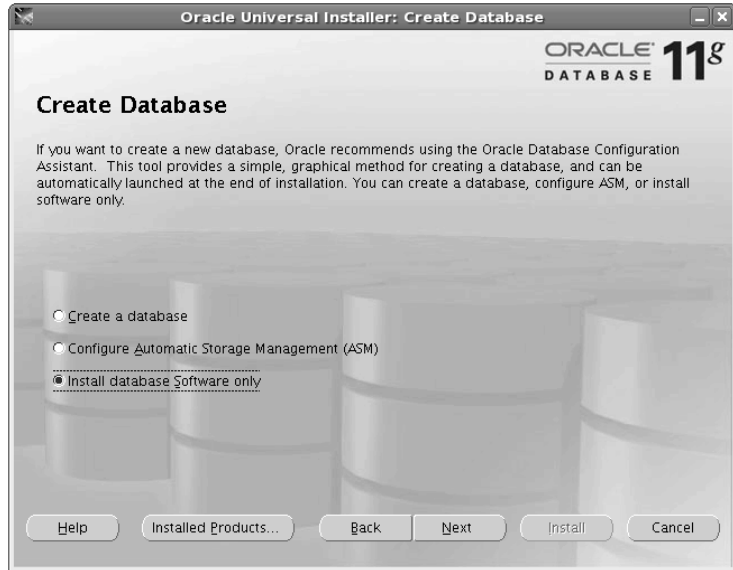 Oracle Universal Installer: Create Database
ORACLE 11g
DATABASE
Create Database
If you want to create a new database, Oracle recommends using the Oracle Database Configuration
Assistant. This tool provides a simple, graphical method for creating a database, and can be
automatically launched at the end of installation. You can create a database, configure ASM, or install
software only.
Create a database
Configure Automatic Storage Management (ASM)
Install database Software only
Help Installed Products... Back Next Install Cancel